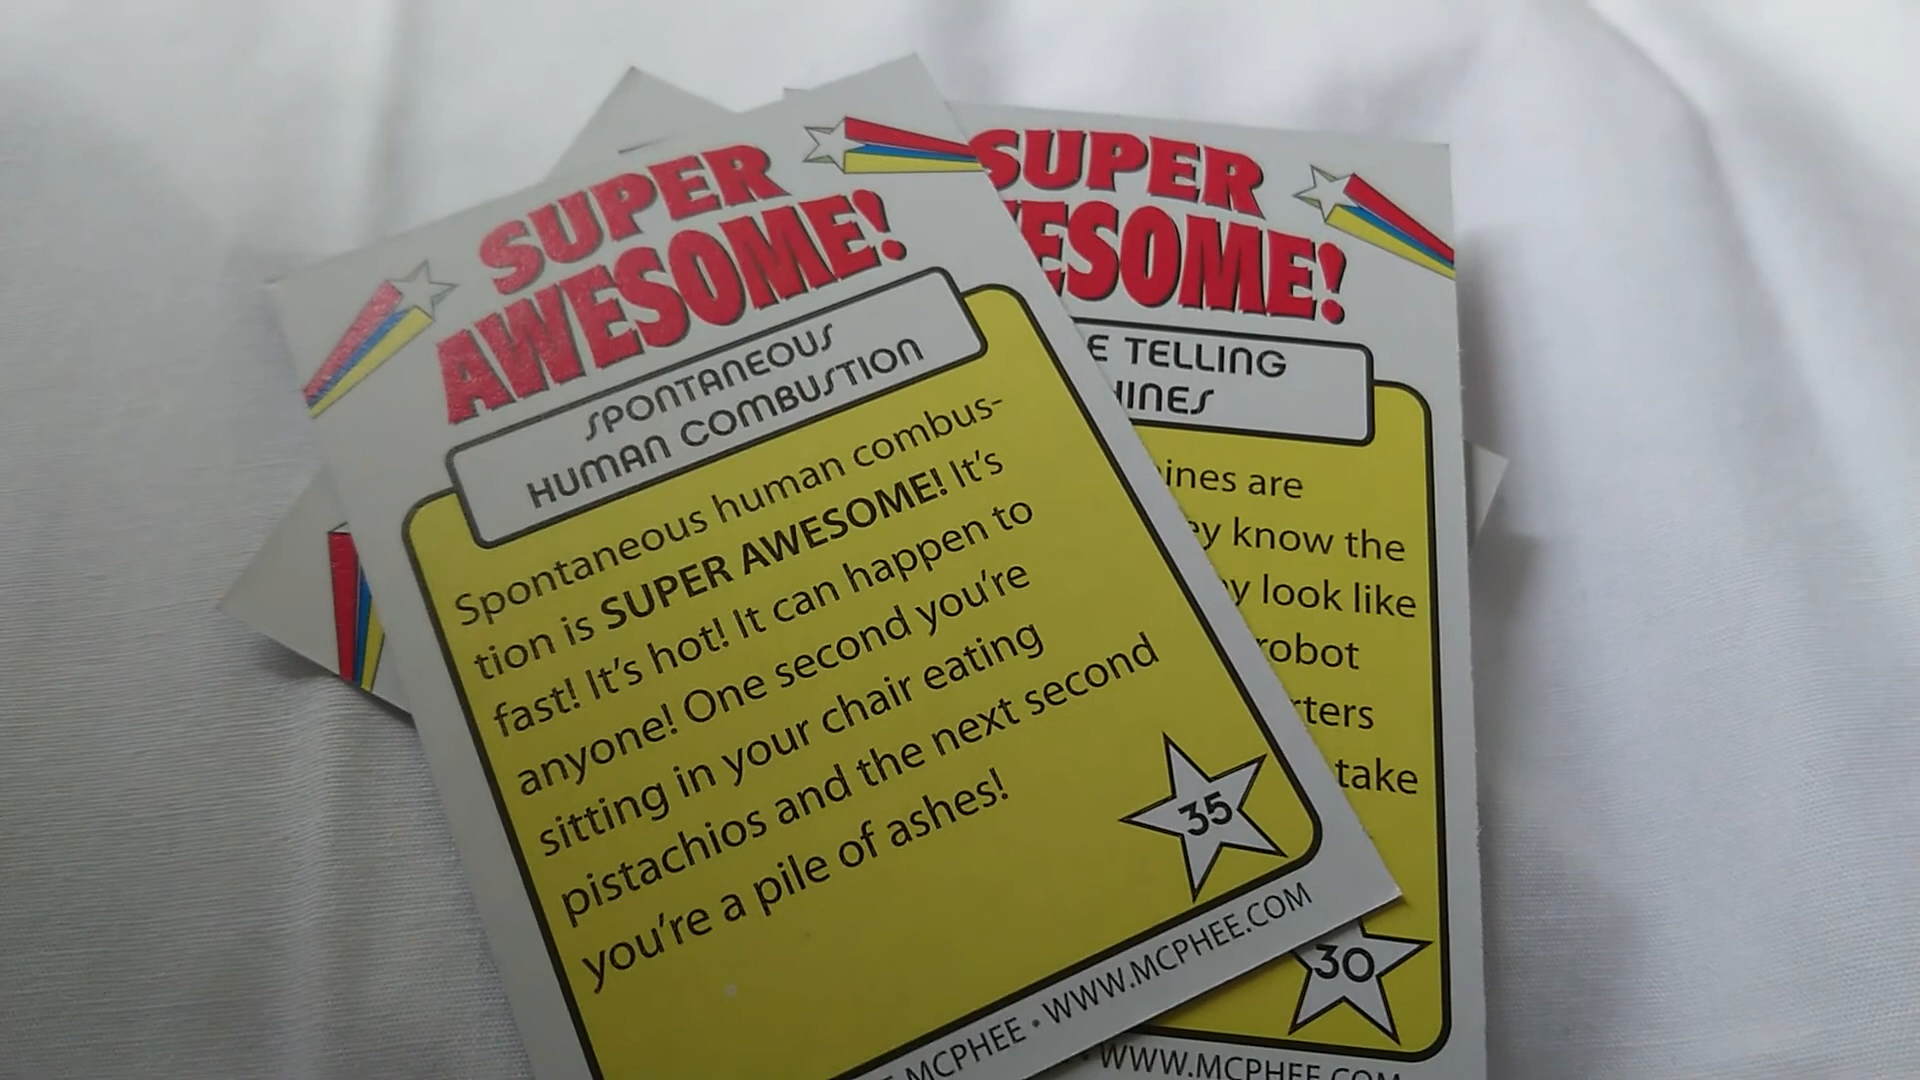 SUPER
AWESOME!
SPONTANEOUS
HUMAN COMBUSTION
Spontaneous human combus-
tion is SUPER AWESOME! It's
fast! It's hot! It can happen to
anyone! One second you're
sitting in your chair eating
pistachios and the next second
you're a pile of ashes!
35
MCPHEE • WWW.MCPHEE.COM
SUPER
ESOME!
E TELLING
INES
ines are
ey know the
y look like
robot
rters
take
30
• WWW.MCPHEE.COM